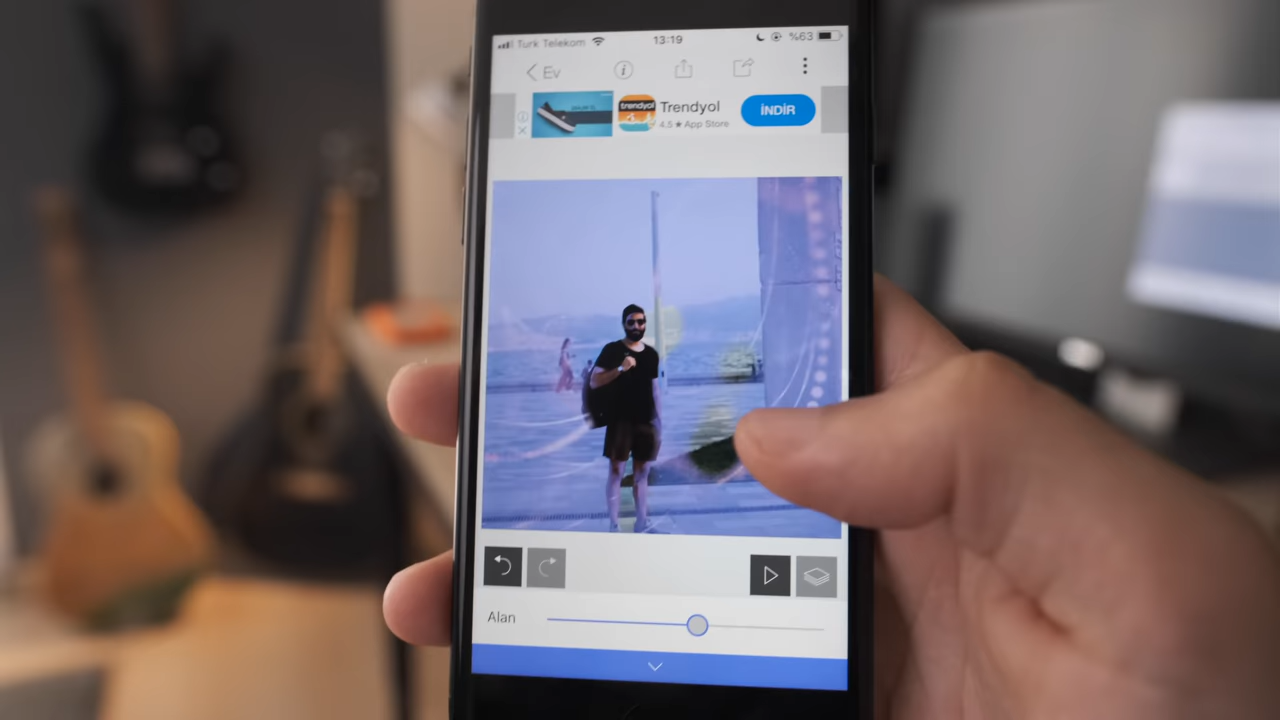 Turk Telekom 13:19 %63
Ev
trendyol
Trendyol
4,5 ★ App Store
İNDİR
Alan